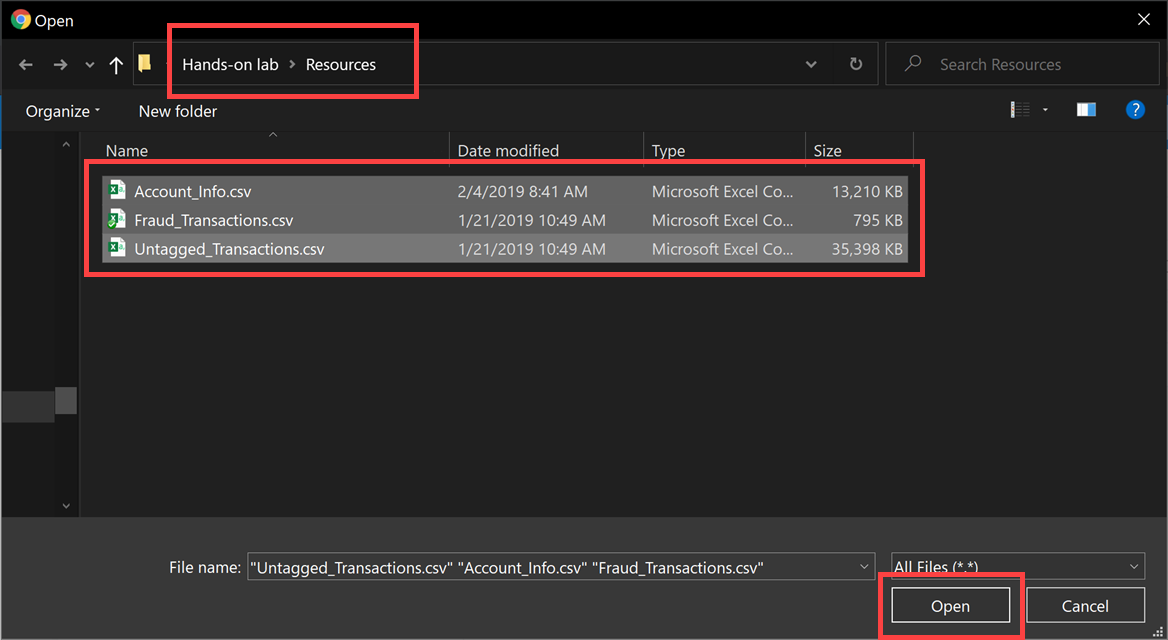 Open
Hands-on lab > Resources
Search Resources
Organize
New folder
?
Name Date modified Type Size
Account_Info.csv 2/4/2019 8:41 AM Microsoft Excel Co... 13,210 KB
Fraud_Transactions.csv 1/21/2019 10:49 AM Microsoft Excel Co... 795 KB
Untagged_Transactions.csv 1/21/2019 10:49 AM Microsoft Excel Co... 35,398 KB
File name: "Untagged_Transactions.csv" "Account_Info.csv" "Fraud_Transactions.csv" All Files (*.*)
Open Cancel